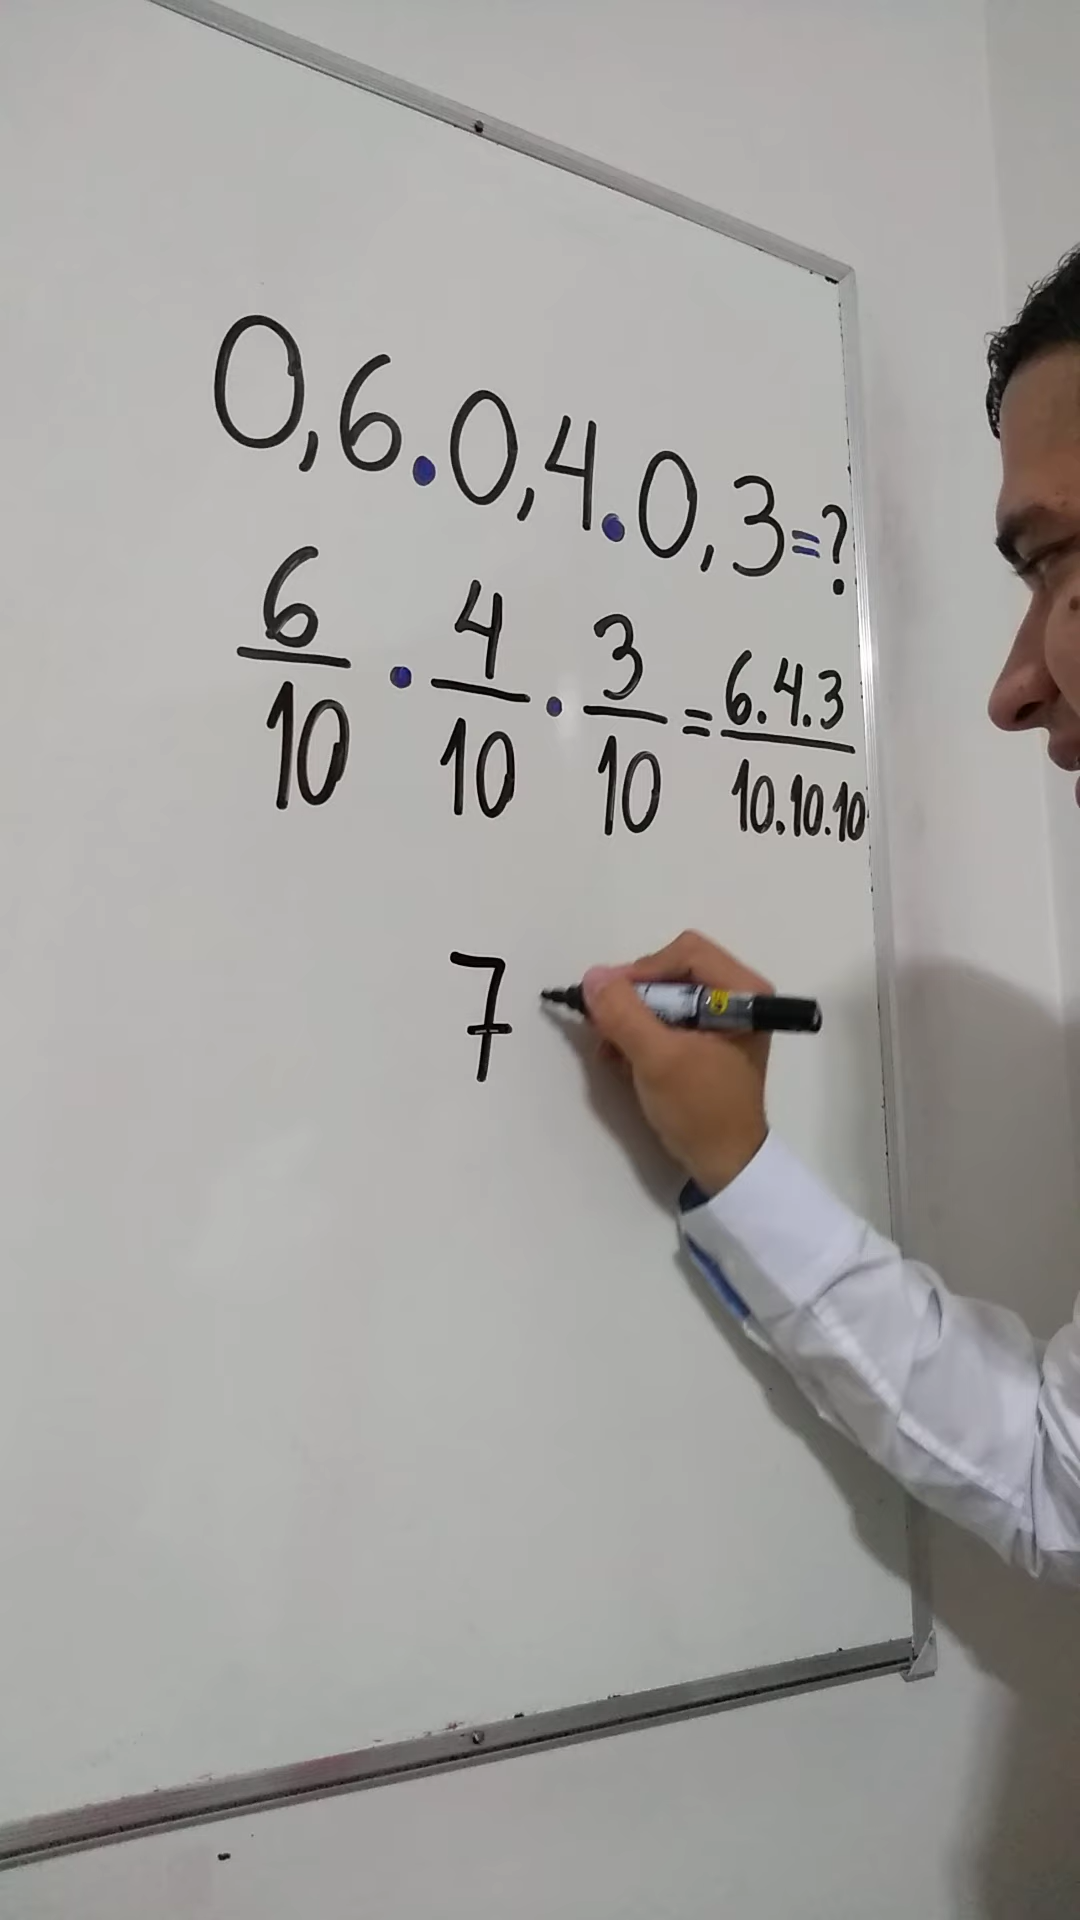 0,6.0,4.0,3=?
6/10 . 4/10 . 3/10 = 6.4.3/10.10.10
7